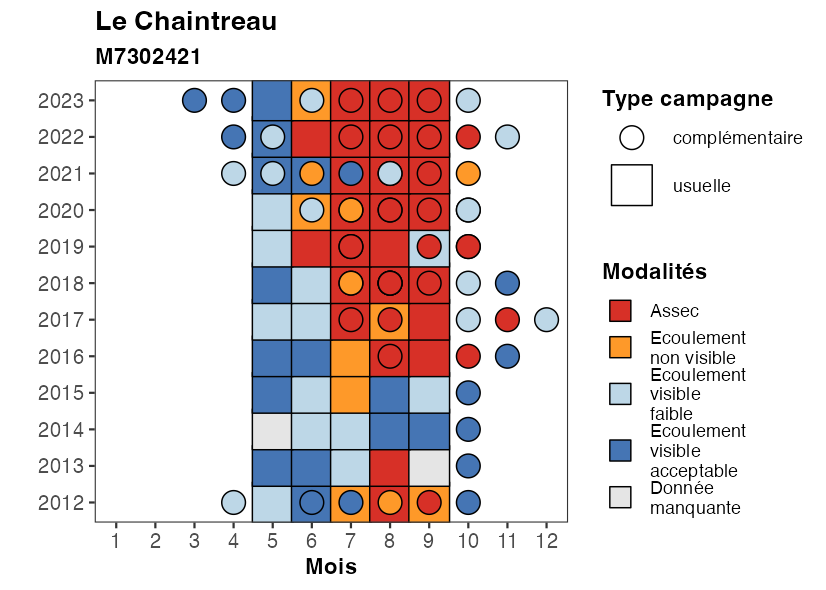 Le Chaintreau
M7302421
2023
2022
2021
2020
2019
2018
2017
2016
2015
2014
2013
2012
1 2 3 4 5 6 7 8 9 10 11 12
Mois
Type campagne
complémentaire
usuelle
Modalités
Assec
Ecoulement
non visible
Ecoulement
visible
faible
Ecoulement
visible
acceptable
Donnée
manquante